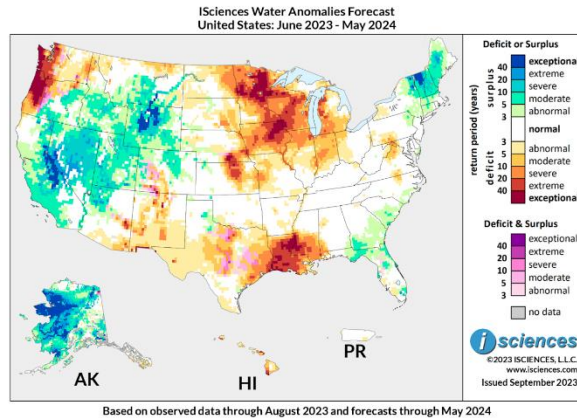 ISciences Water Anomalies Forecast
United States: June 2023 - May 2024
Deficit or Surplus
exceptional
40
extreme
20
severe
10
moderate
5
abnormal
3
normal
3
abnormal
5
moderate
10
severe
20
extreme
40
exceptional
return period (years)
surplus
deficit
Deficit & Surplus
exceptional
40
extreme
20
severe
10
moderate
5
abnormal
3
no data
i sciences
©2023 ISCIENCES, L.L.C.
www.isciences.com
Issued September 2023
AK
HI
PR
Based on observed data through August 2023 and forecasts through May 2024